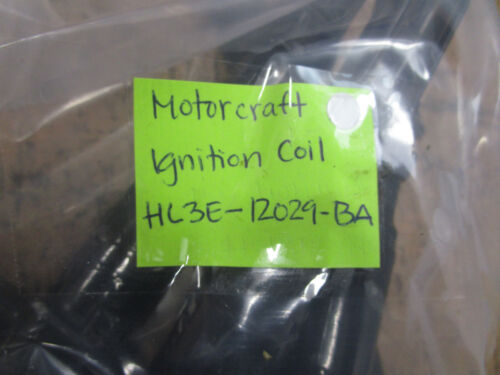 Motorcraft
Ignition Coil
HL3E-12029-BA